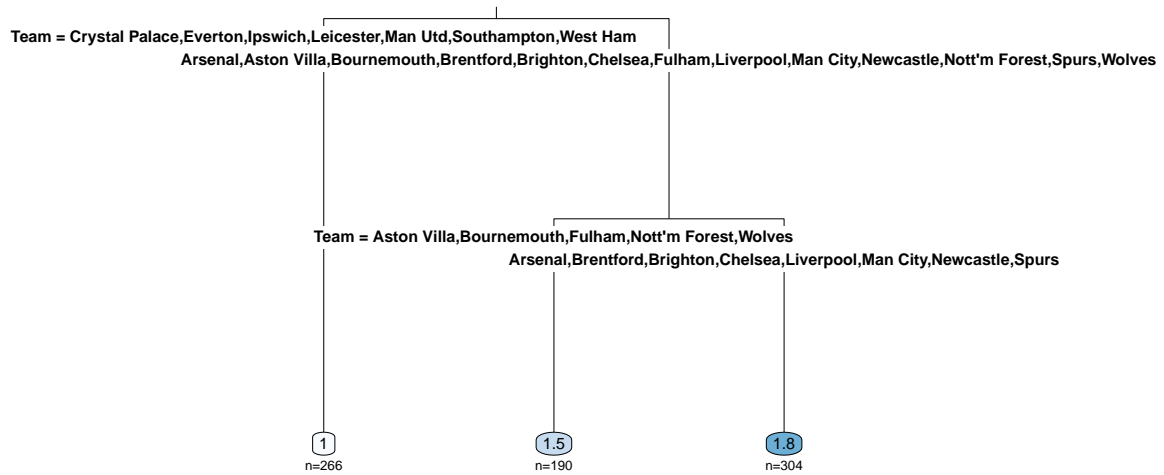 Team = Crystal Palace,Everton,Ipswich,Leicester,Man Utd,Southampton,West Ham
Arsenal,Aston Villa,Bournemouth,Brentford,Brighton,Chelsea,Fulham,Liverpool,Man City,Newcastle,Nott'm Forest,Spurs,Wolves
Team = Aston Villa,Bournemouth,Fulham,Nott'm Forest,Wolves
Arsenal,Brentford,Brighton,Chelsea,Liverpool,Man City,Newcastle,Spurs
1 1.5 1.8
n=266 n=190 n=304